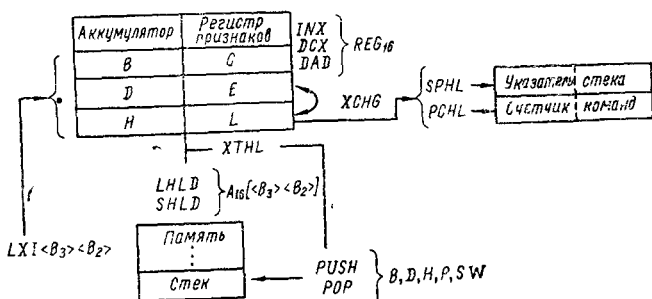 Аккумулятор Регистр признаков
INX
DCX
DAD
REG16
B C
D E
H L
XCHG
SPHL
PCHL
Указатель стека
Счетчик команд
XTHL
LHLD
SHLD
A16[<B3><B2>]
LXI<B3><B2>
Память
Стек
PUSH
POP
B, D, H, P, SW